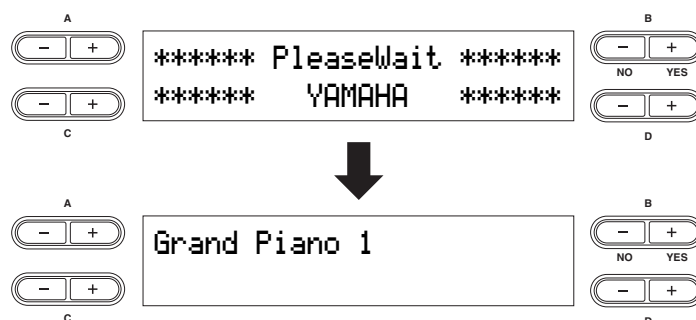 A B
− + ****** PleaseWait ****** − +
NO YES
− + ****** YAMAHA ****** − +
C D
A B
− + Grand Piano 1 − +
NO YES
− + − +
C D